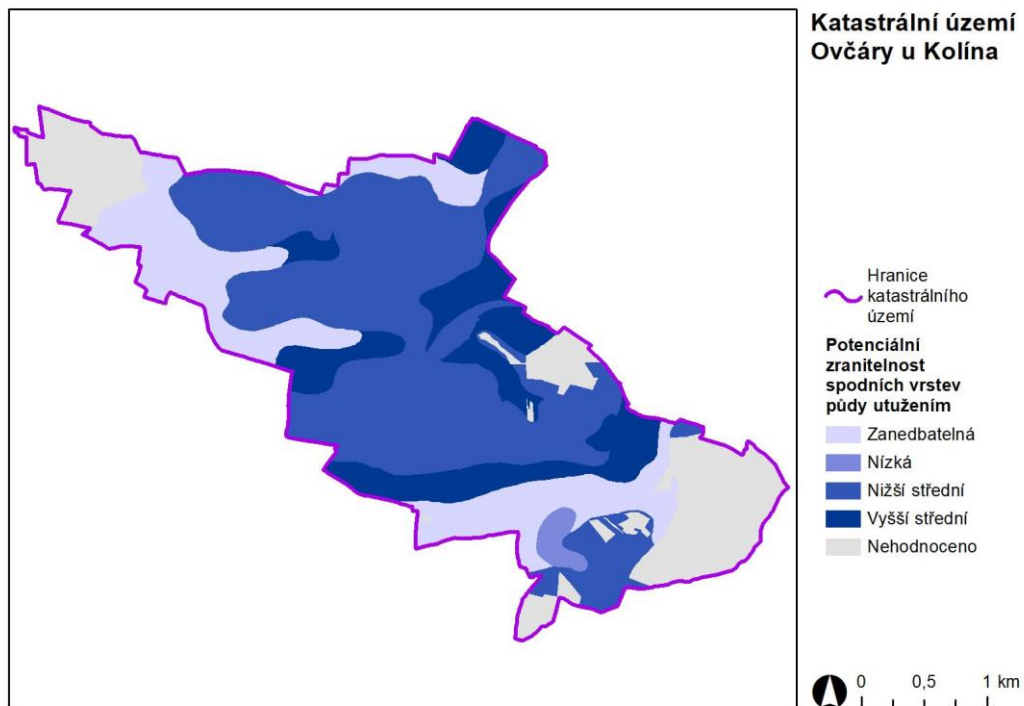 Katastrální území
Ovčáry u Kolína
Hranice
katastrálního
území
Potenciální
zranitelnost
spodních vrstev
půdy utužením
Zanedbatelná
Nízká
Nižší střední
Vyšší střední
Nehodnoceno
0 0,5 1 km